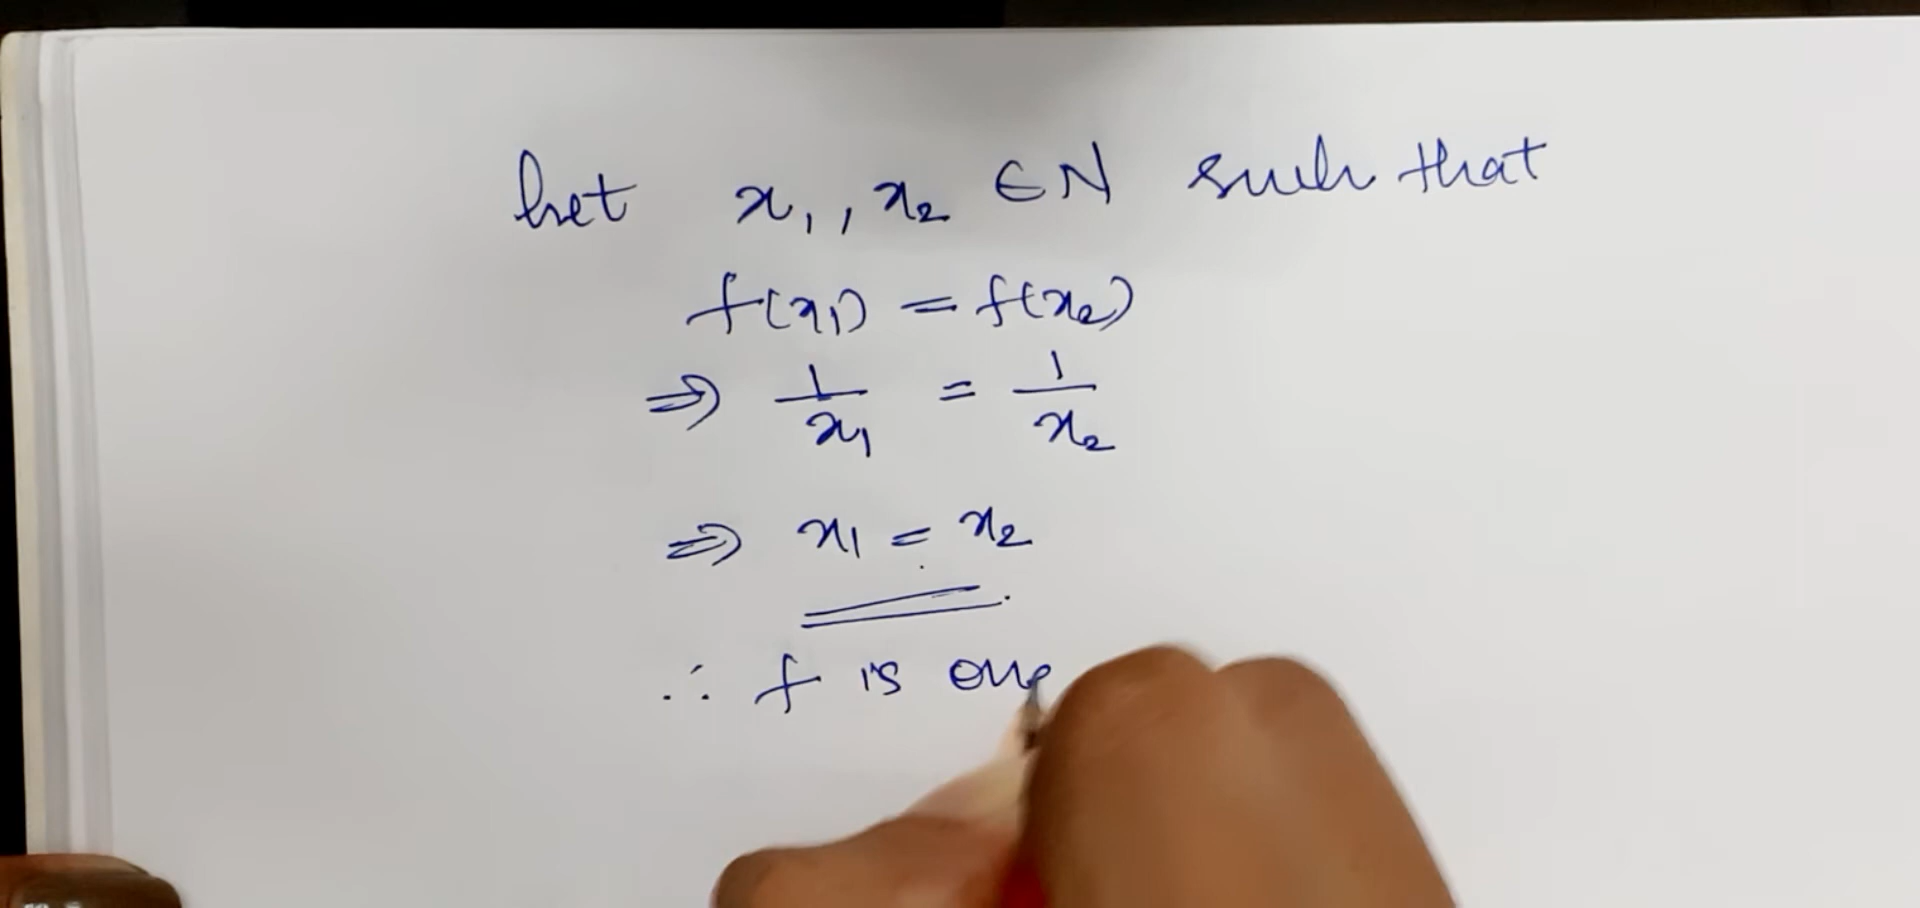 Let x₁, x₂ ∈ N such that
f(x₁) = f(x₂)
⇒ 1/x₁ = 1/x₂
⇒ x₁ = x₂
∴ f is one